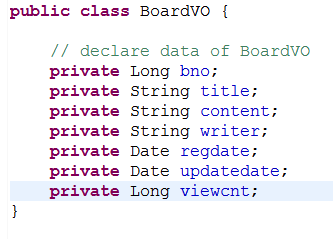 public class BoardVO {
// declare data of BoardVO
private Long bno;
private String title;
private String content;
private String writer;
private Date regdate;
private Date updatedate;
private Long viewcnt;
}